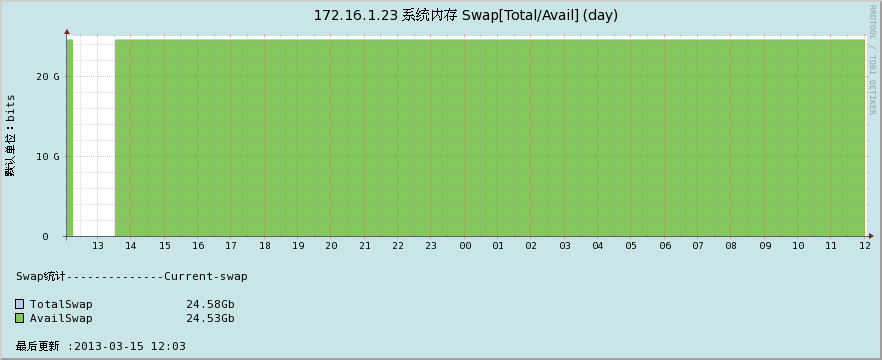 172.16.1.23 系统内存 Swap[Total/Avail] (day)
RRDTOOL / TOBI OETIKER
默认单位：bits
20 G
10 G
0
13 14 15 16 17 18 19 20 21 22 23 00 01 02 03 04 05 06 07 08 09 10 11 12
Swap统计--------------Current-swap
TotalSwap 24.58Gb
AvailSwap 24.53Gb
最后更新 :2013-03-15 12:03